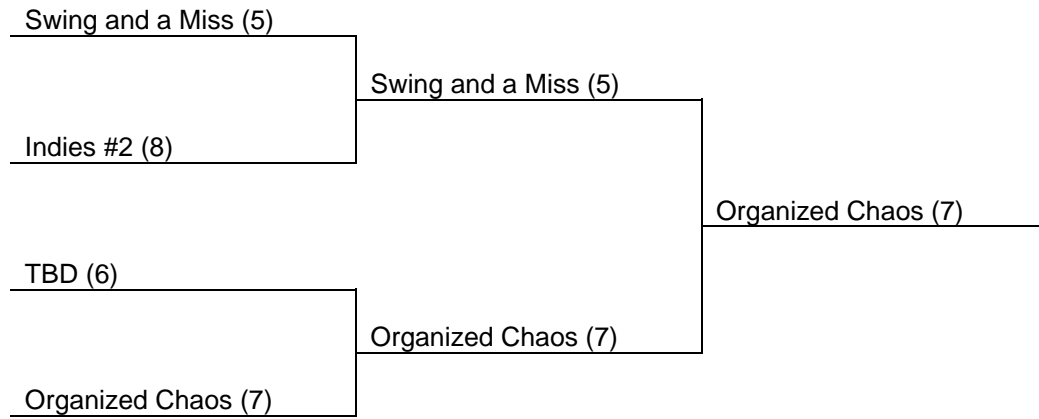 Swing and a Miss (5)
Swing and a Miss (5)
Indies #2 (8)
Organized Chaos (7)
TBD (6)
Organized Chaos (7)
Organized Chaos (7)